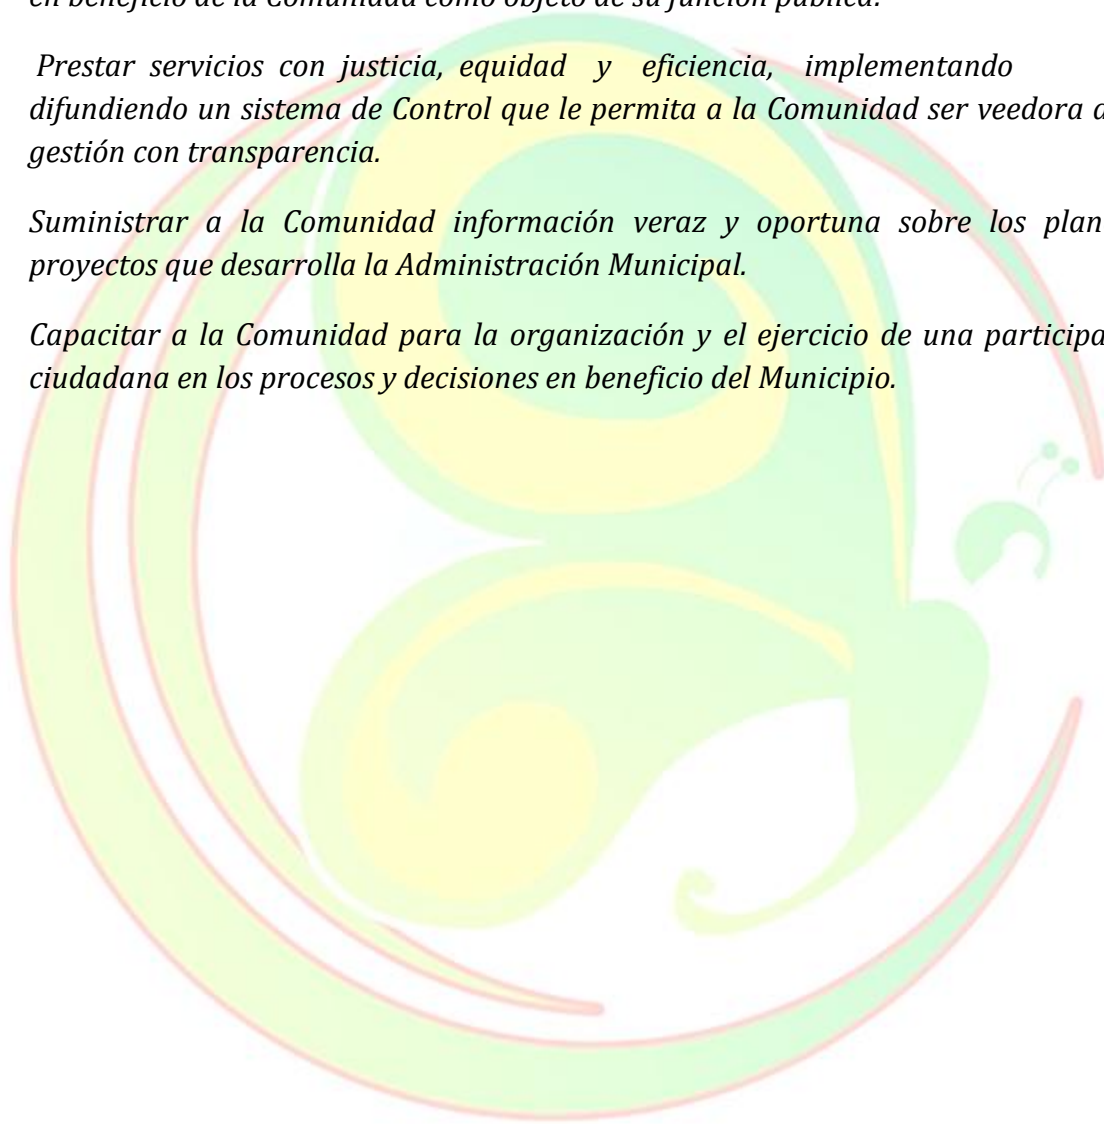 en beneficio de la Comunidad como objeto de su función pública.
Prestar servicios con justicia, equidad y eficiencia, implementando
difundiendo un sistema de Control que le permita a la Comunidad ser veedora
gestión con transparencia.
Suministrar a la Comunidad información veraz y oportuna sobre los plan
proyectos que desarrolla la Administración Municipal.
Capacitar a la Comunidad para la organización y el ejercicio de una participa
ciudadana en los procesos y decisiones en beneficio del Municipio.